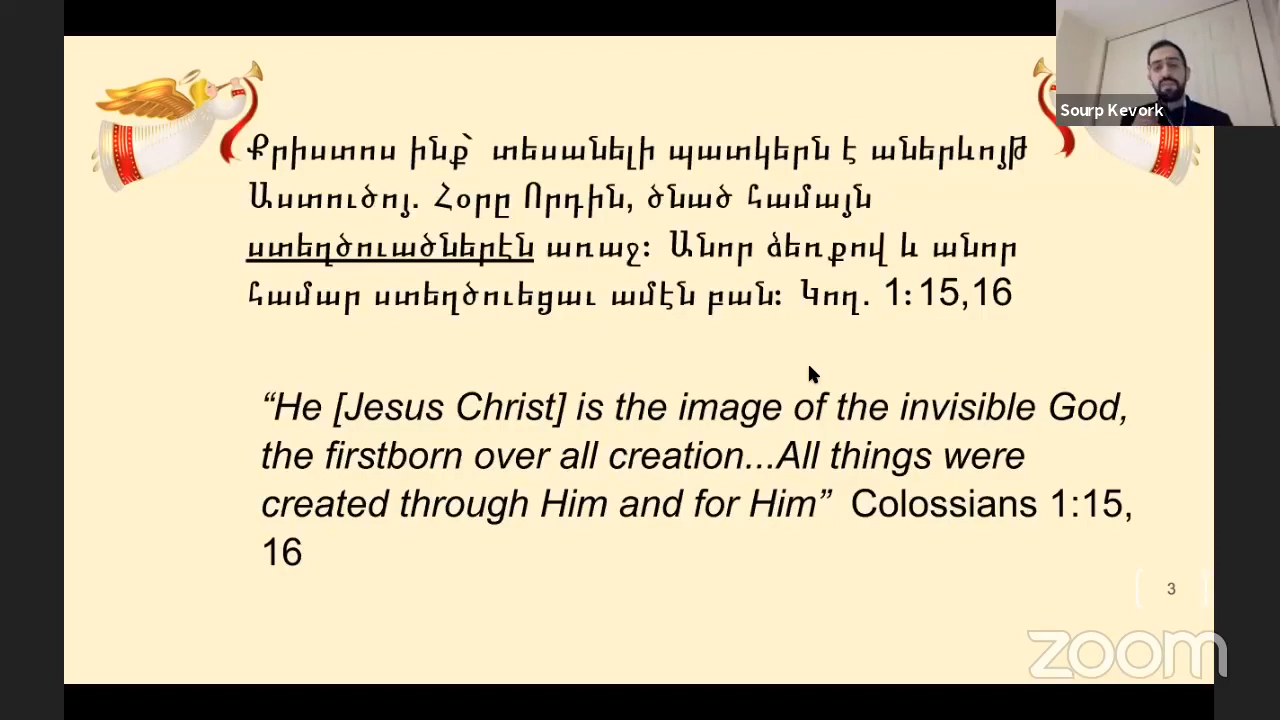 Sourp Kevork
Քրիստոս ինք՝ տեսանելի պատկերն է աներևոյթ
Աստուծոյ. Հօրը Որդին, ծնած համայն
ստեղծուածներէն առաջ։ Անոր ձեռքով և անոր
համար ստեղծուեցաւ ամէն բան։ Կող. 1։15,16
“He [Jesus Christ] is the image of the invisible God,
the firstborn over all creation...All things were
created through Him and for Him” Colossians 1:15,
16
3
zoom